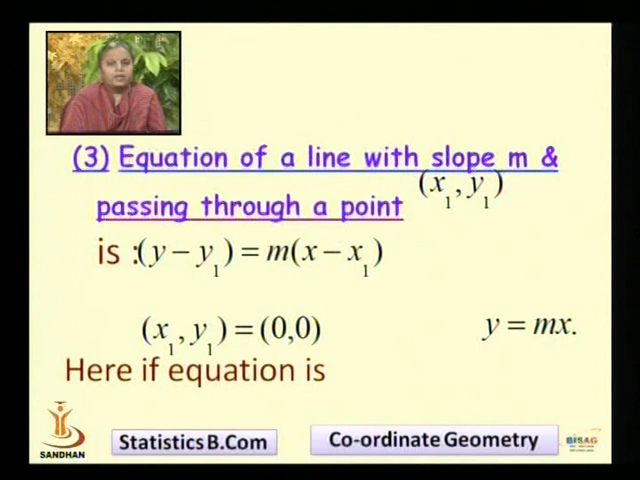 (3) Equation of a line with slope m &
passing through a point (x₁, y₁)
is : (y − y₁) = m(x − x₁)
(x₁, y₁) = (0,0) y = mx.
Here if equation is
SANDHAN
Statistics B.Com
Co-ordinate Geometry
BISAG